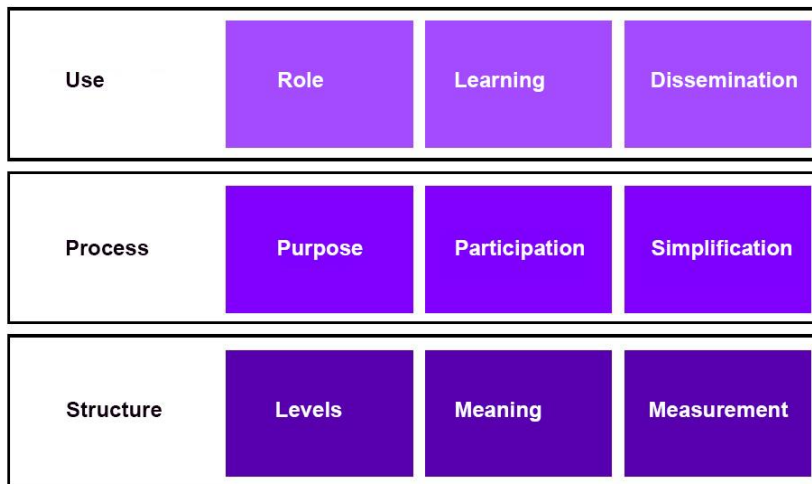 Use Role Learning Dissemination
Process Purpose Participation Simplification
Structure Levels Meaning Measurement